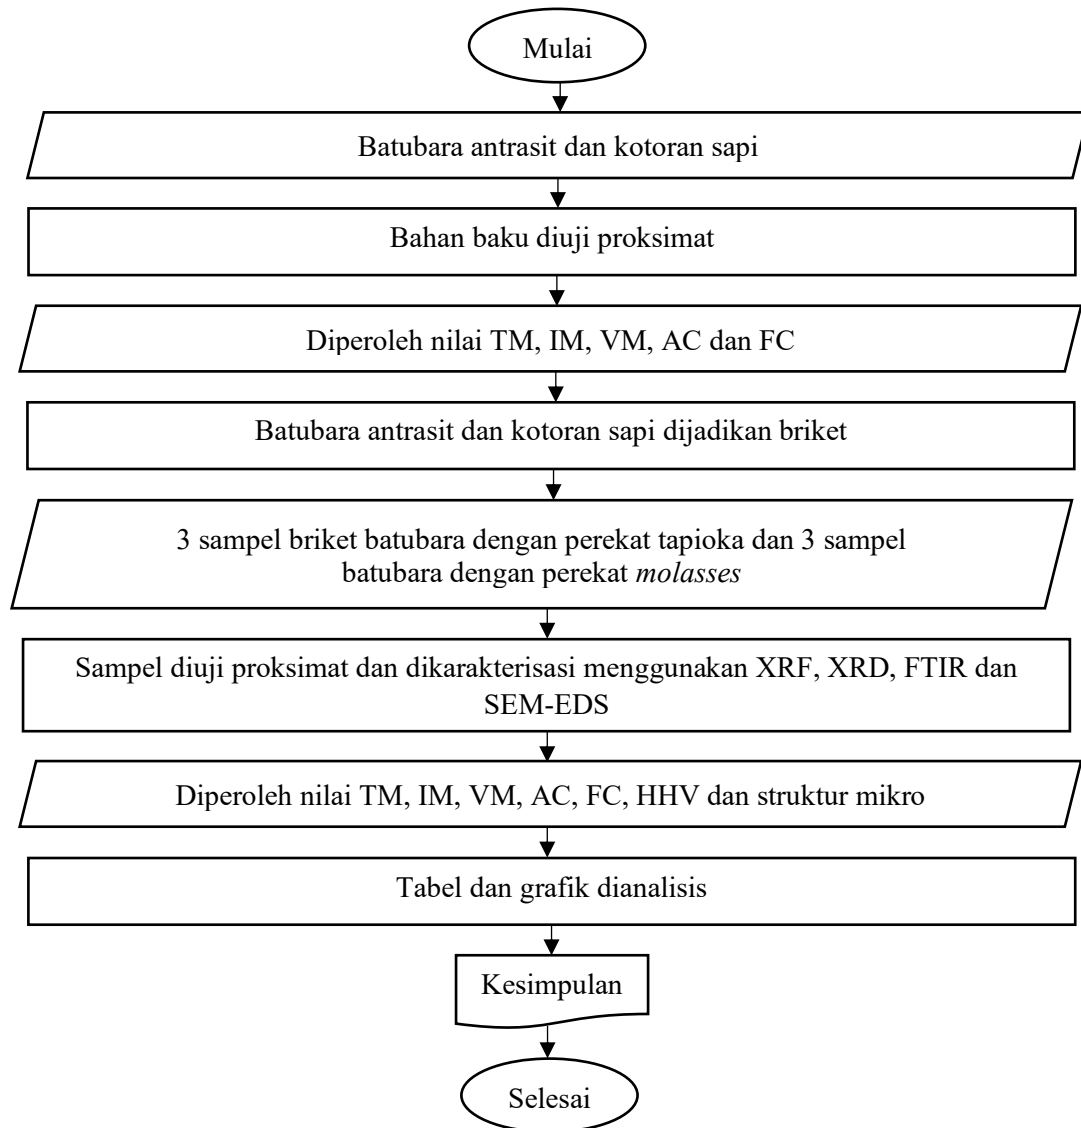 Mulai
Batubara antrasit dan kotoran sapi
Bahan baku diuji proksimat
Diperoleh nilai TM, IM, VM, AC dan FC
Batubara antrasit dan kotoran sapi dijadikan briket
3 sampel briket batubara dengan perekat tapioka dan 3 sampel
batubara dengan perekat molasses
Sampel diuji proksimat dan dikarakterisasi menggunakan XRF, XRD, FTIR dan
SEM-EDS
Diperoleh nilai TM, IM, VM, AC, FC, HHV dan struktur mikro
Tabel dan grafik dianalisis
Kesimpulan
Selesai